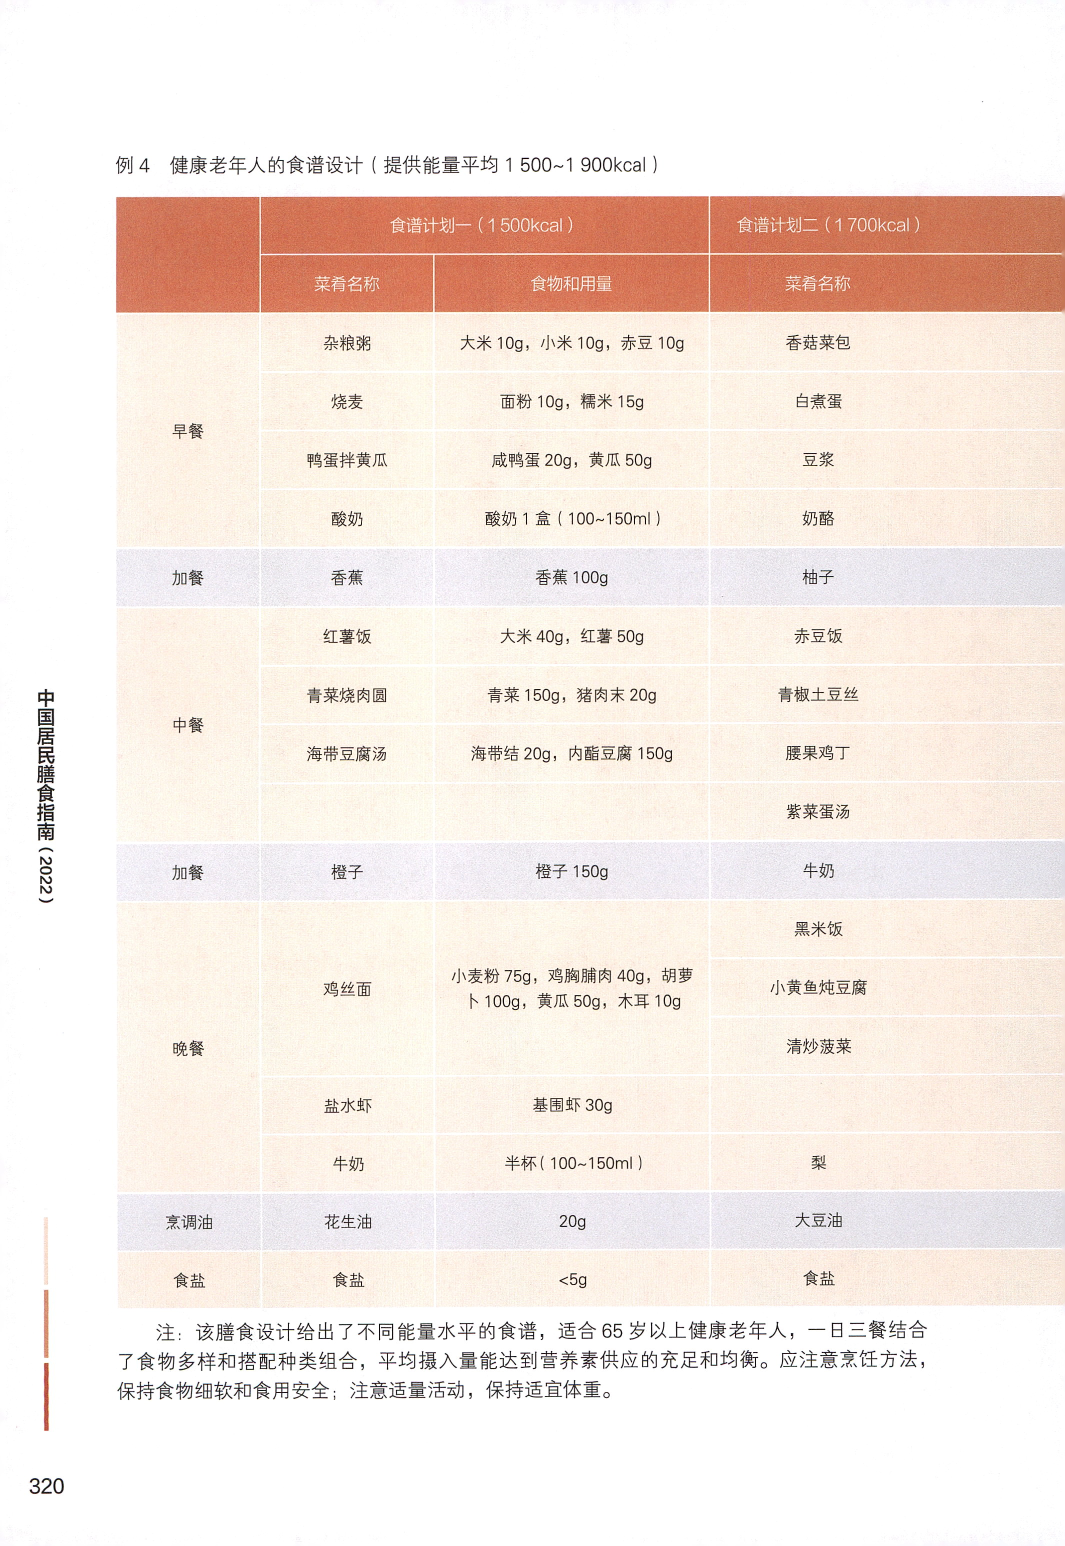 例 4 健康老年人的食谱设计（提供能量平均 1 500~1 900kcal）
食谱计划一（1 500kcal） 食谱计划二（1 700kcal）
菜肴名称 食物和用量 菜肴名称
早餐
杂粮粥 大米 10g，小米 10g，赤豆 10g 香菇菜包
烧麦 面粉 10g，糯米 15g 白煮蛋
鸭蛋拌黄瓜 咸鸭蛋 20g，黄瓜 50g 豆浆
酸奶 酸奶 1 盒（100~150ml） 奶酪
加餐 香蕉 香蕉 100g 柚子
中餐
红薯饭 大米 40g，红薯 50g 赤豆饭
青菜烧肉圆 青菜 150g，猪肉末 20g 青椒土豆丝
海带豆腐汤 海带结 20g，内酯豆腐 150g 腰果鸡丁
紫菜蛋汤
加餐 橙子 橙子 150g 牛奶
晚餐
鸡丝面 小麦粉 75g，鸡胸脯肉 40g，胡萝
卜 100g，黄瓜 50g，木耳 10g
黑米饭
小黄鱼炖豆腐
清炒菠菜
盐水虾 基围虾 30g
牛奶 半杯（100~150ml） 梨
烹调油 花生油 20g 大豆油
食盐 食盐 <5g 食盐
注：该膳食设计给出了不同能量水平的食谱，适合 65 岁以上健康老年人，一日三餐结合
了食物多样和搭配种类组合，平均摄入量能达到营养素供应的充足和均衡。应注意烹饪方法，
保持食物细软和食用安全；注意适量活动，保持适宜体重。
中国居民膳食指南（2022）
320